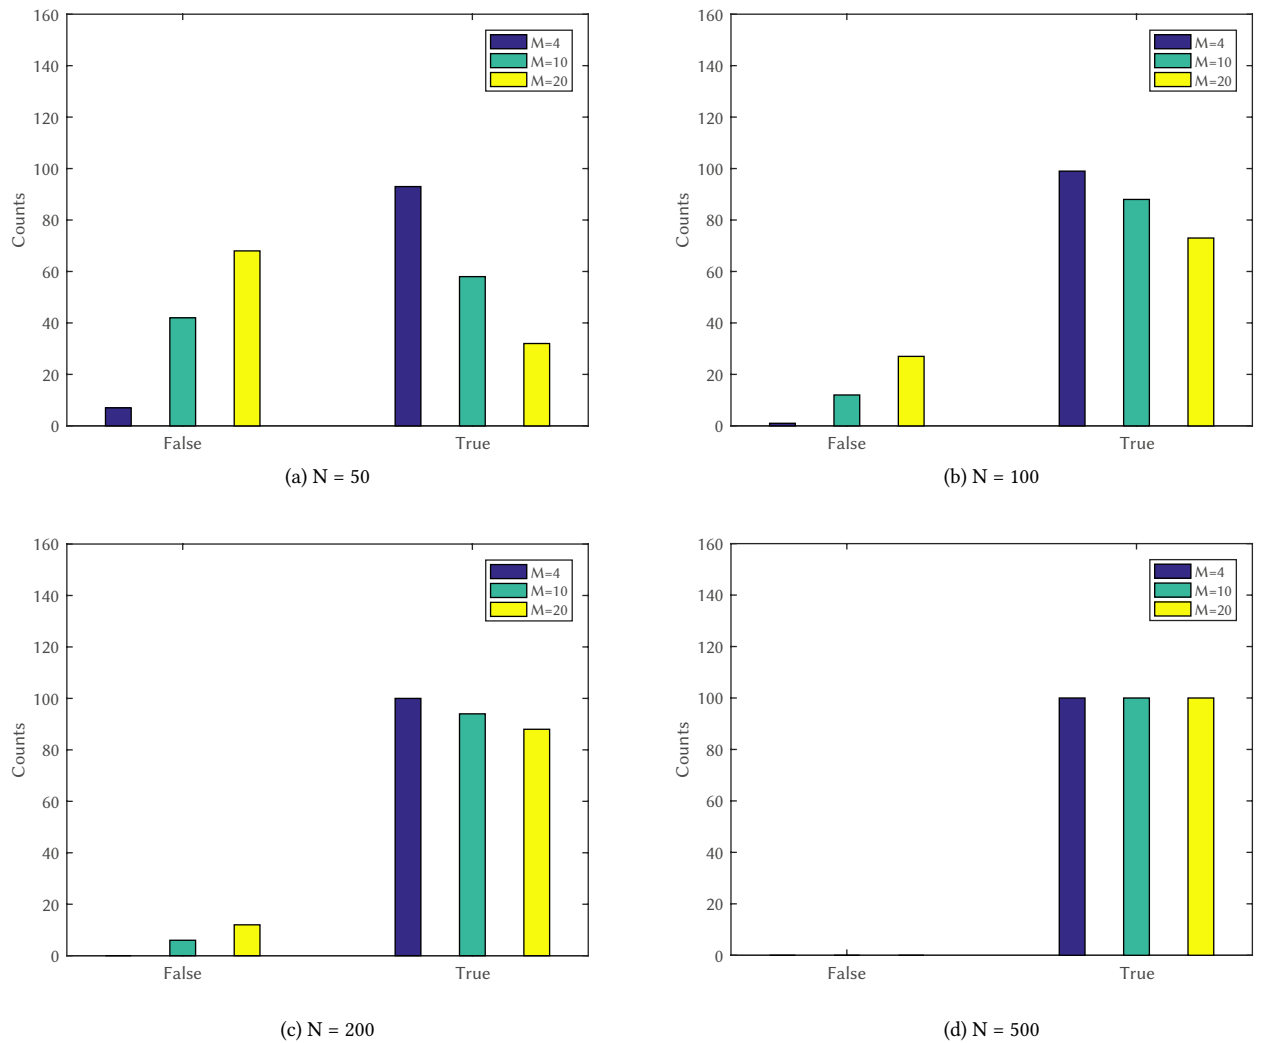 160
140
120
100
80
60
40
20
0
Counts
False
True
M=4
M=10
M=20
(a) N = 50
160
140
120
100
80
60
40
20
0
Counts
False
True
M=4
M=10
M=20
(b) N = 100
160
140
120
100
80
60
40
20
0
Counts
False
True
M=4
M=10
M=20
(c) N = 200
160
140
120
100
80
60
40
20
0
Counts
False
True
M=4
M=10
M=20
(d) N = 500